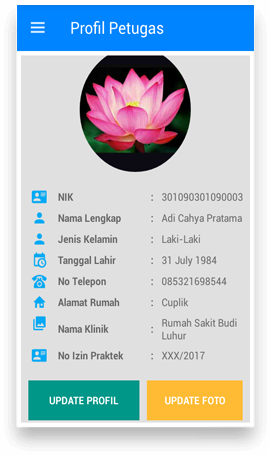 Profil Petugas
NIK : 301090301090003
Nama Lengkap : Adi Cahya Pratama
Jenis Kelamin : Laki-Laki
Tanggal Lahir : 31 July 1984
No Telepon : 085321698544
Alamat Rumah : Cuplik
Nama Klinik : Rumah Sakit Budi
Luhur
No Izin Praktek : XXX/2017
UPDATE PROFIL UPDATE FOTO